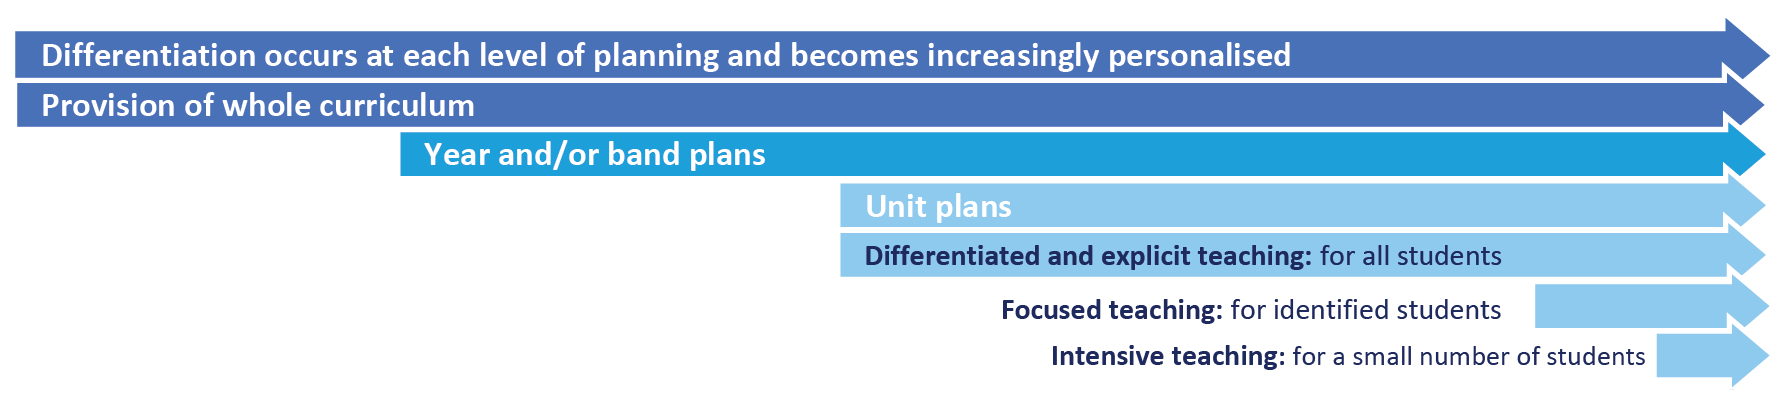 Differentiation occurs at each level of planning and becomes increasingly personalised
Provision of whole curriculum
Year and/or band plans
Unit plans
Differentiated and explicit teaching: for all students
Focused teaching: for identified students
Intensive teaching: for a small number of students